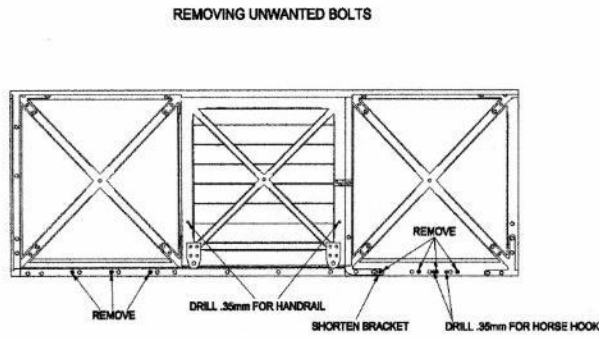 REMOVING UNWANTED BOLTS
REMOVE
REMOVE
DRILL .35mm FOR HANDRAIL
SHORTEN BRACKET
DRILL .35mm FOR HORSE HOOK